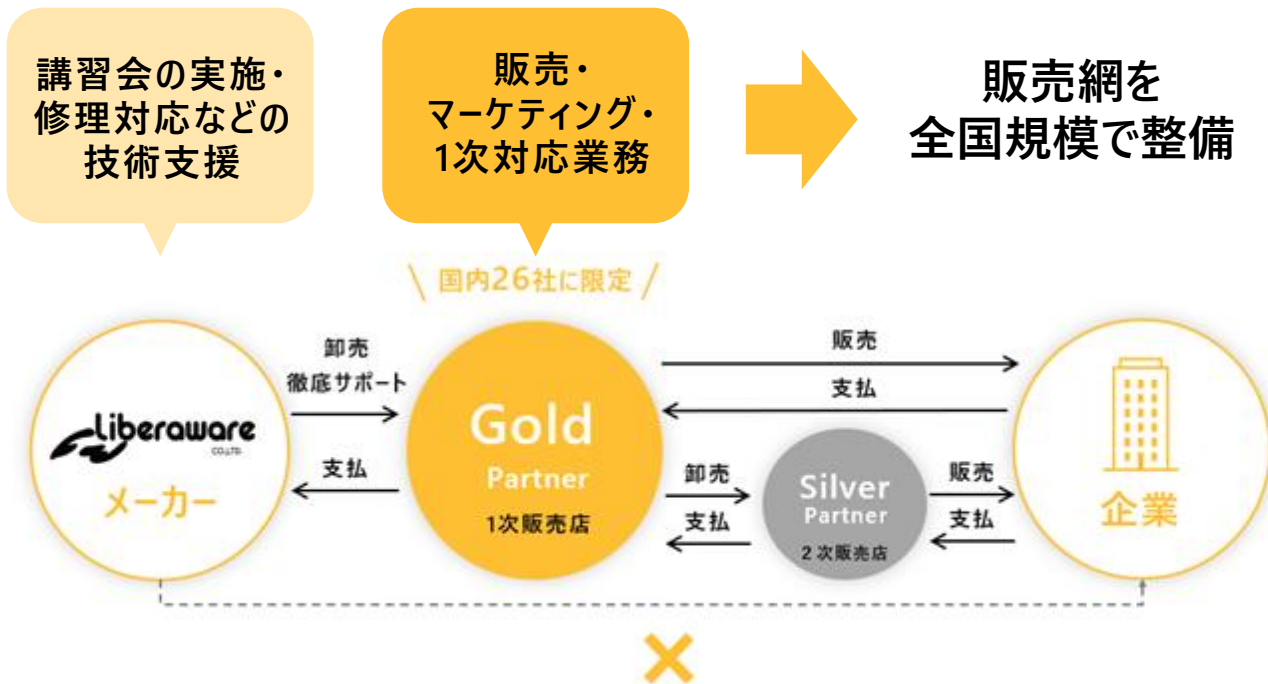 講習会の実施・
修理対応などの
技術支援
販売・
マーケティング・
1次対応業務
販売網を
全国規模で整備
国内26社に限定
卸売
徹底サポート
支払
Liberaware
CO.,LTD.
メーカー
Gold
Partner
1次販売店
販売
支払
卸売
支払
Silver
Partner
2次販売店
販売
支払
企業